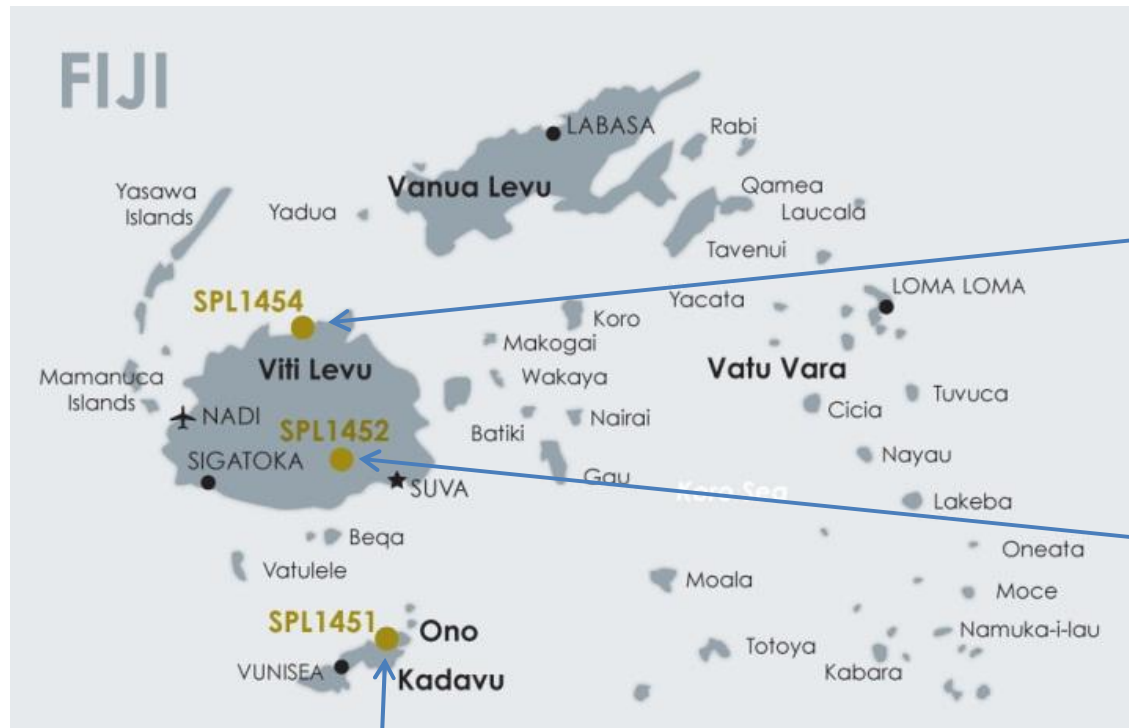 FIJI
LABASA
Rabi
Vanua Levu
Qamea
Laucala
Yasawa
Islands
Yadua
Tavenui
SPL1454
Yacata
LOMA LOMA
Koro
Makogai
Viti Levu
Vatu Vara
Mamanuca
Islands
Wakaya
Tuvuca
NADI
Cicia
Nairai
SPL1452
Batiki
SIGATOKA
Nayau
Gau
SUVA
Koro Sea
Lakeba
Beqa
Oneata
Vatulele
Moala
Moce
SPL1451
Ono
Namuka-i-lau
Totoya
Kabara
VUNISEA
Kadavu